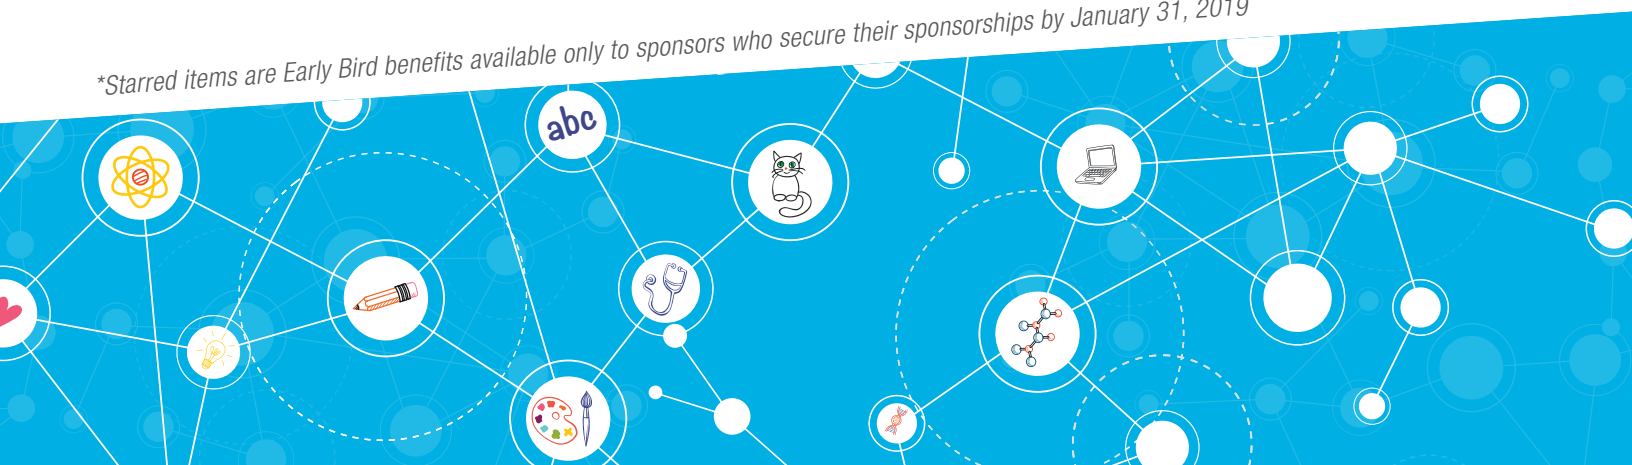 *Starred items are Early Bird benefits available only to sponsors who secure their sponsorships by January 31, 2019
abc